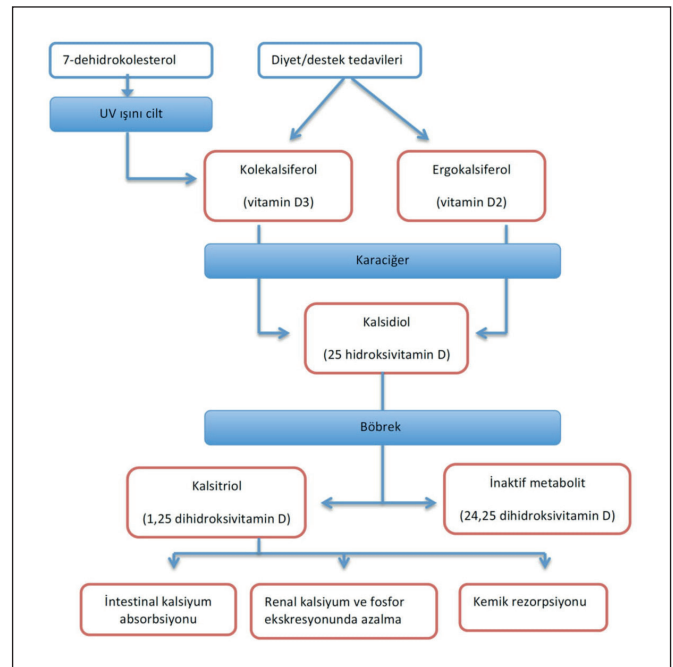 7-dehidrokolesterol
Diyet/destek tedavileri
UV ışını cilt
Kolekalsiferol
(vitamin D3)
Ergokalsiferol
(vitamin D2)
Karaciğer
Kalsidiol
(25 hidroksivitamin D)
Böbrek
Kalsitriol
(1,25 dihidroksivitamin D)
İnaktif metabolit
(24,25 dihidroksivitamin D)
İntestinal kalsiyum
absorbsiyonu
Renal kalsiyum ve fosfor
ekskresyonunda azalma
Kemik rezorpsiyonu